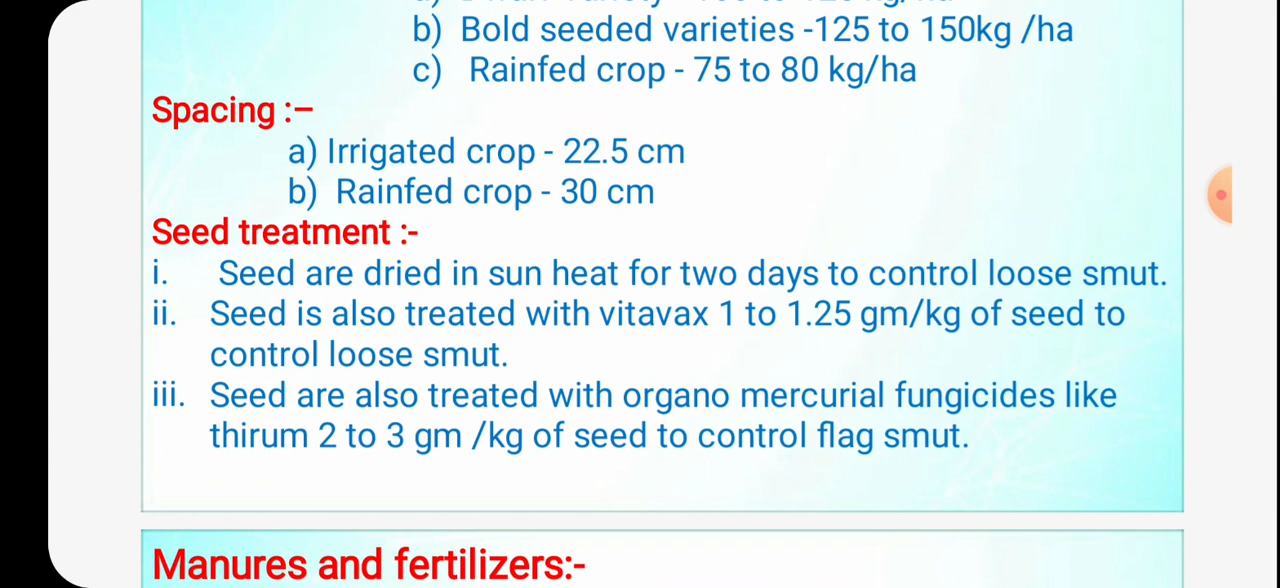 b) Bold seeded varieties -125 to 150kg /ha
c) Rainfed crop - 75 to 80 kg/ha
Spacing :–
a) Irrigated crop - 22.5 cm
b) Rainfed crop - 30 cm
Seed treatment :-
i. Seed are dried in sun heat for two days to control loose smut.
ii. Seed is also treated with vitavax 1 to 1.25 gm/kg of seed to
control loose smut.
iii. Seed are also treated with organo mercurial fungicides like
thirum 2 to 3 gm /kg of seed to control flag smut.
Manures and fertilizers:-